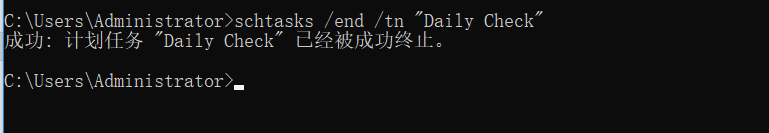 C:\Users\Administrator>schtasks /end /tn "Daily Check"
成功: 计划任务 "Daily Check" 已经被成功终止。
C:\Users\Administrator>